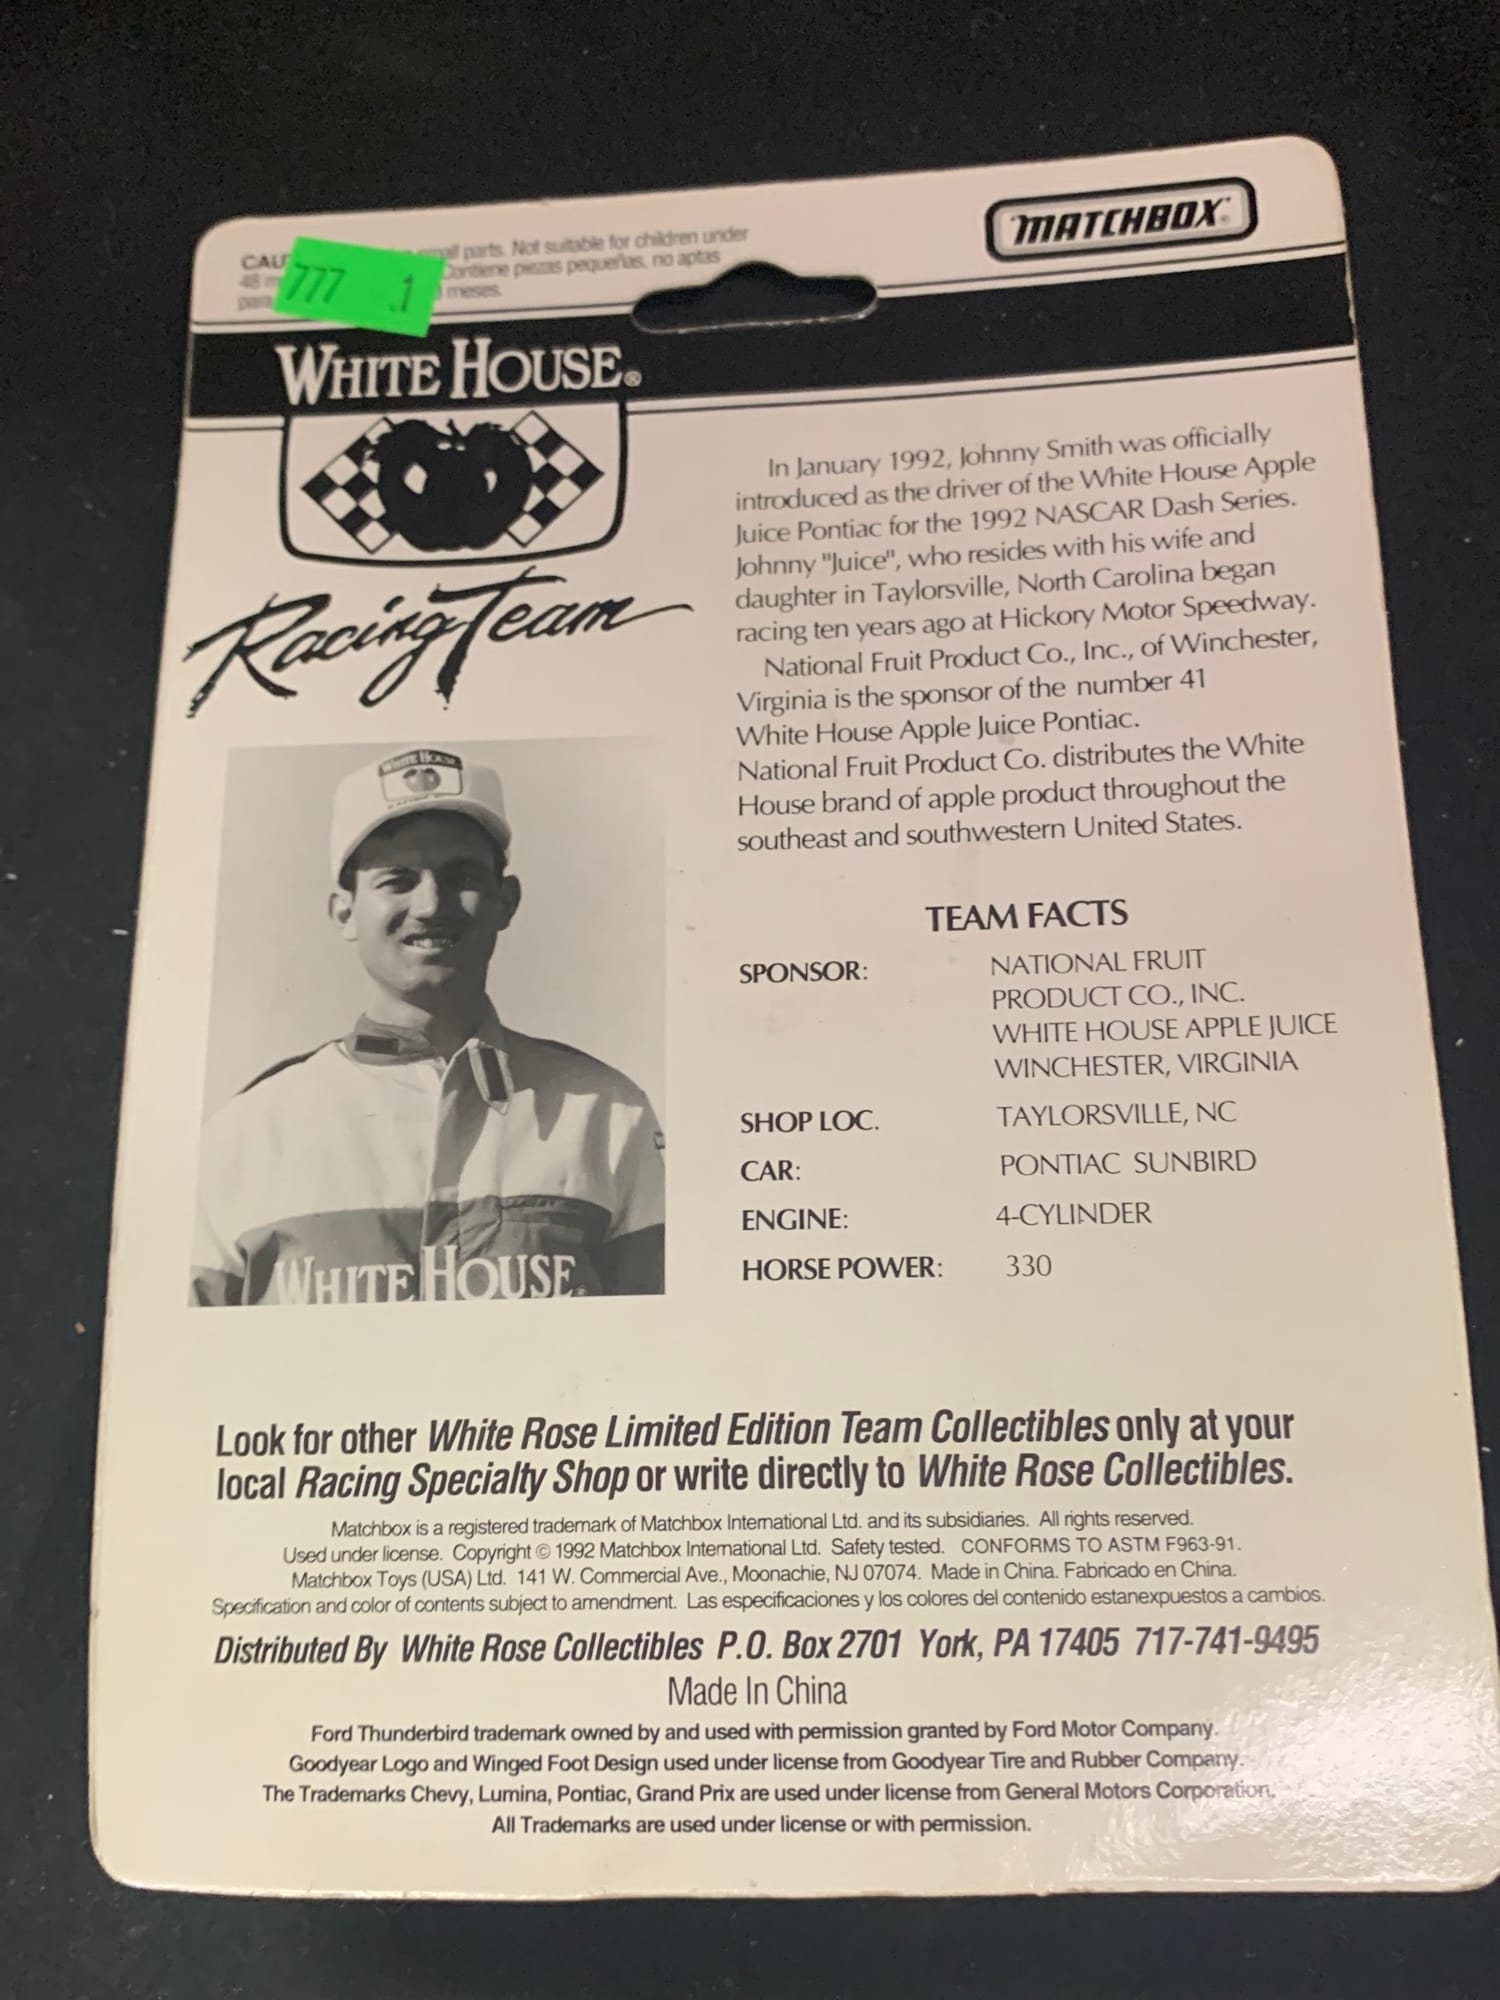 MATCHBOX®
CAU small parts. Not suitable for children under
48 m Contiene piezas pequeñas, no aptas
para meses.
777 1
WHITE HOUSE®
Racing Team
In January 1992, Johnny Smith was officially
introduced as the driver of the White House Apple
Juice Pontiac for the 1992 NASCAR Dash Series.
Johnny "Juice", who resides with his wife and
daughter in Taylorsville, North Carolina began
racing ten years ago at Hickory Motor Speedway.
National Fruit Product Co., Inc., of Winchester,
Virginia is the sponsor of the number 41
White House Apple Juice Pontiac.
National Fruit Product Co. distributes the White
House brand of apple product throughout the
southeast and southwestern United States.
WHITE HOUSE
WHITE HOUSE®
TEAM FACTS
SPONSOR: NATIONAL FRUIT
PRODUCT CO., INC.
WHITE HOUSE APPLE JUICE
WINCHESTER, VIRGINIA
SHOP LOC. TAYLORSVILLE, NC
CAR: PONTIAC SUNBIRD
ENGINE: 4-CYLINDER
HORSE POWER: 330
Look for other White Rose Limited Edition Team Collectibles only at your
local Racing Specialty Shop or write directly to White Rose Collectibles.
Matchbox is a registered trademark of Matchbox International Ltd. and its subsidiaries. All rights reserved.
Used under license. Copyright © 1992 Matchbox International Ltd. Safety tested. CONFORMS TO ASTM F963-91.
Matchbox Toys (USA) Ltd. 141 W. Commercial Ave., Moonachie, NJ 07074. Made in China. Fabricado en China.
Specification and color of contents subject to amendment. Las especificaciones y los colores del contenido estanexpuestos a cambios.
Distributed By White Rose Collectibles P.O. Box 2701 York, PA 17405 717-741-9495
Made In China
Ford Thunderbird trademark owned by and used with permission granted by Ford Motor Company.
Goodyear Logo and Winged Foot Design used under license from Goodyear Tire and Rubber Company.
The Trademarks Chevy, Lumina, Pontiac, Grand Prix are used under license from General Motors Corporation.
All Trademarks are used under license or with permission.